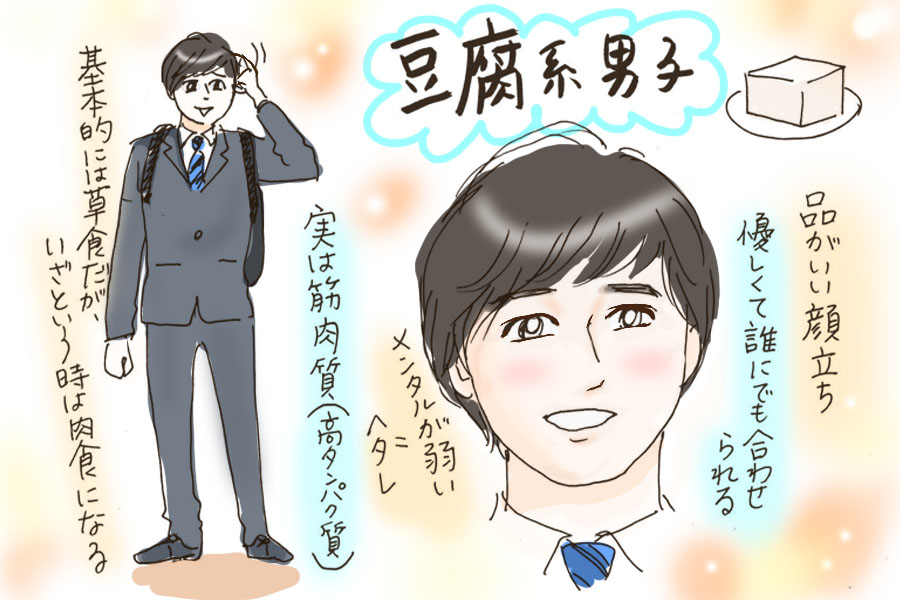 豆腐系男子
品がいい顔立ち
優しくて誰にでも合わせ
られる
メンタルが弱い
=
ヘタレ
実は筋肉質(高タンパク質)
基本的には草食だが、
いざという時は肉食になる